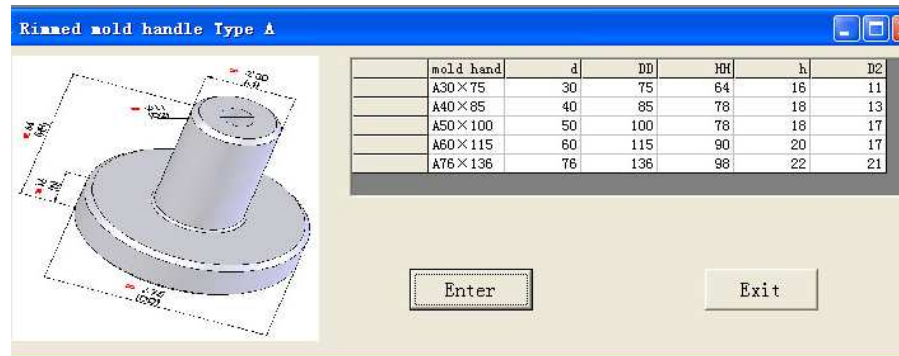 Rimmed mold handle Type A
mold hand d DD HH h D2
A30×75 30 75 64 16 11
A40×85 40 85 78 18 13
A50×100 50 100 78 18 17
A60×115 60 115 90 20 17
A76×136 76 136 98 22 21
Enter Exit